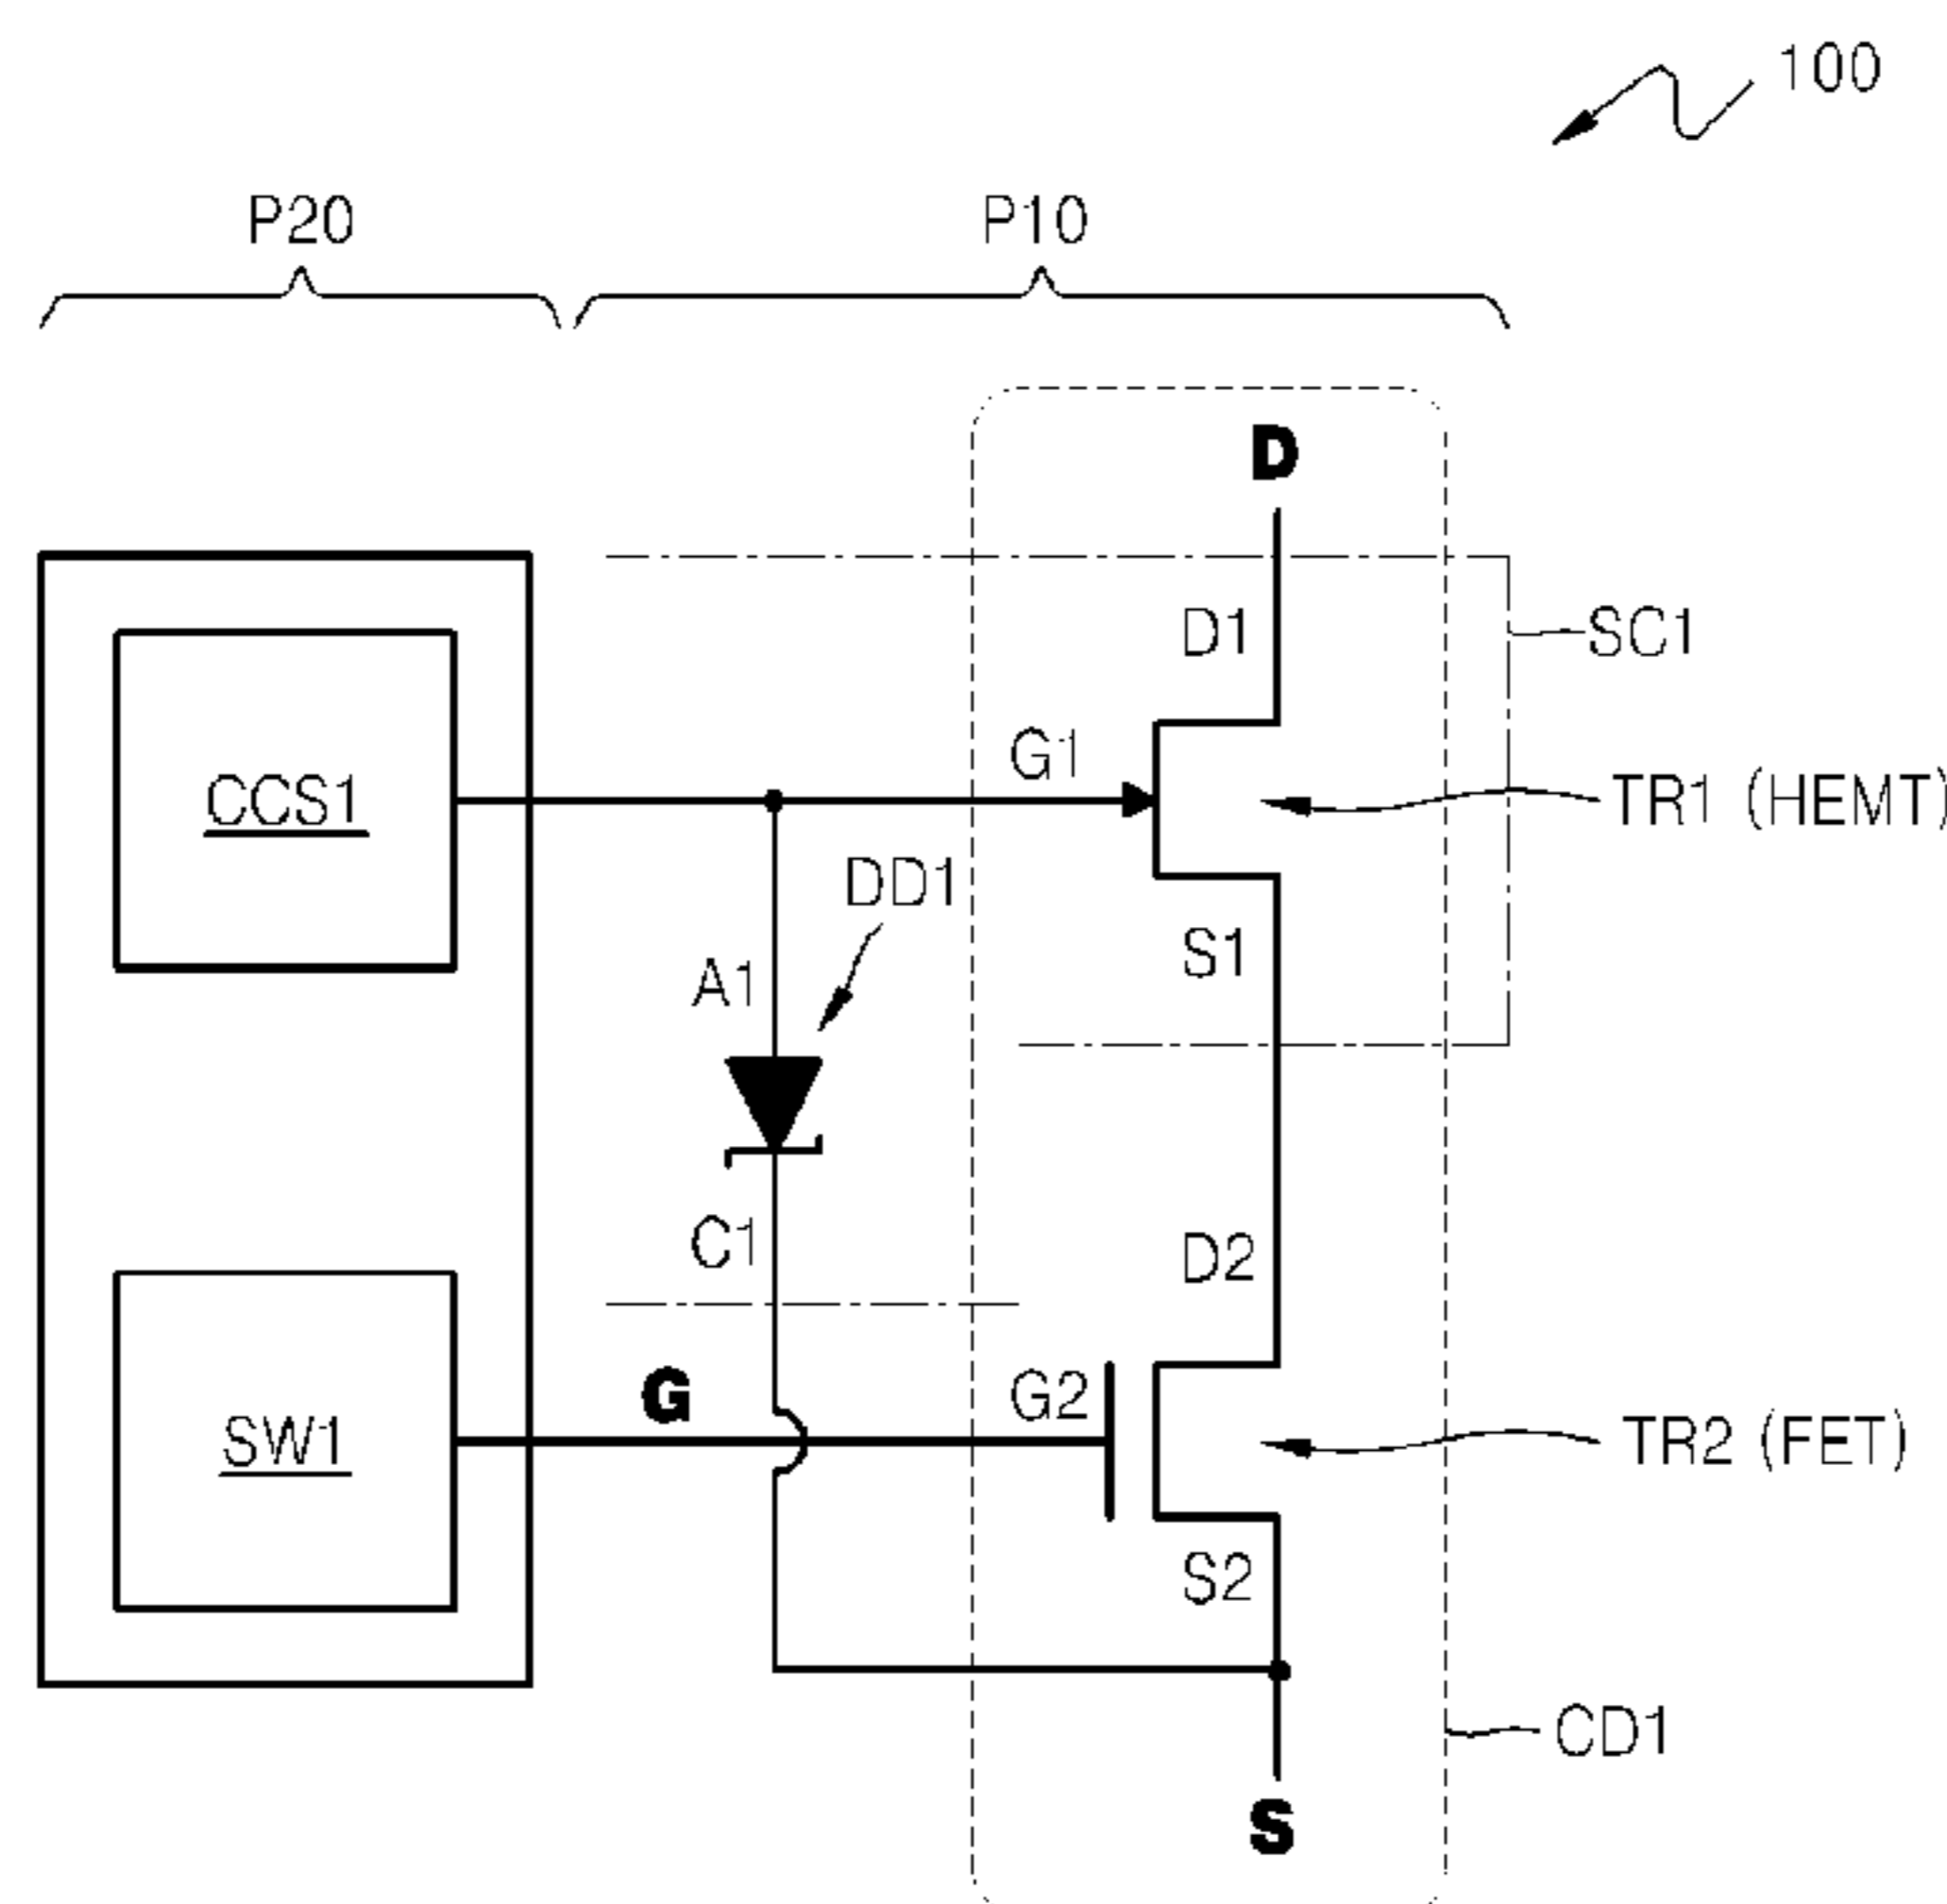 100
P20
P10
D
D1
SC1
G1
CCS1
TR1 (HEMT)
DD1
S1
A1
C1
D2
G
G2
SW1
TR2 (FET)
S2
CD1
S